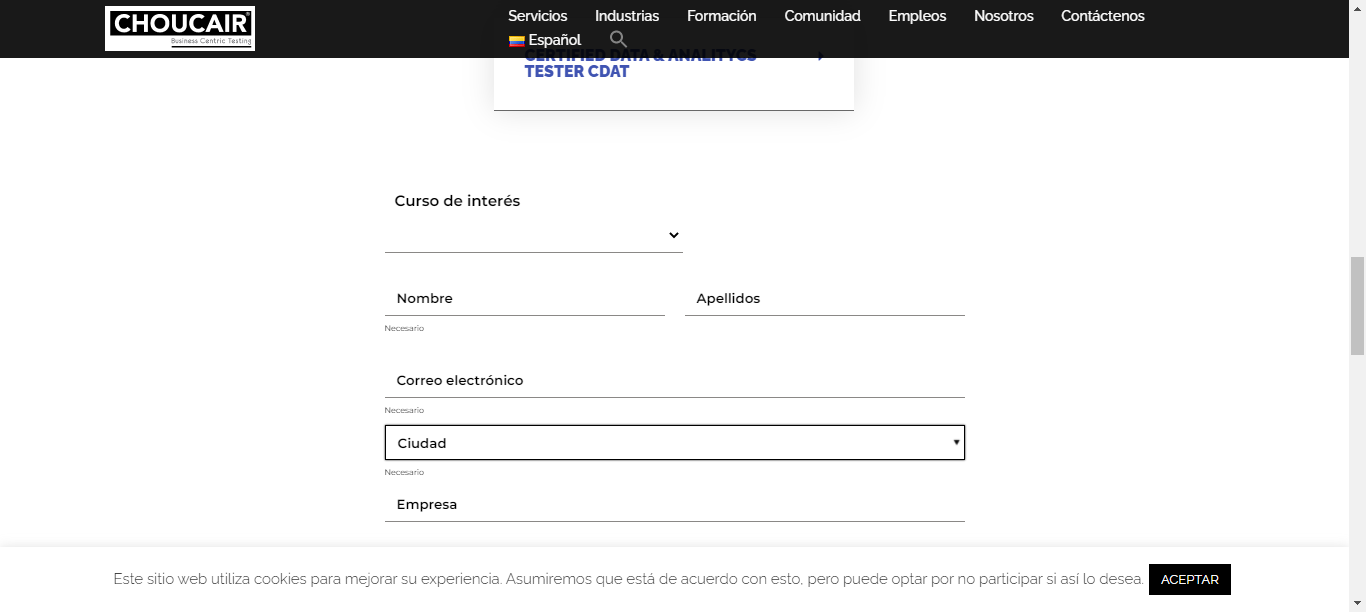 CHOUCAIR®
Business Centric Testing
Servicios Industrias Formación Comunidad Empleos Nosotros Contáctenos
Español
CERTIFIED DATA & ANALITYCS
TESTER CDAT
Curso de interés
Nombre Apellidos
Necesario
Correo electrónico
Necesario
Ciudad
Necesario
Empresa
Este sitio web utiliza cookies para mejorar su experiencia. Asumiremos que está de acuerdo con esto, pero puede optar por no participar si así lo desea. ACEPTAR